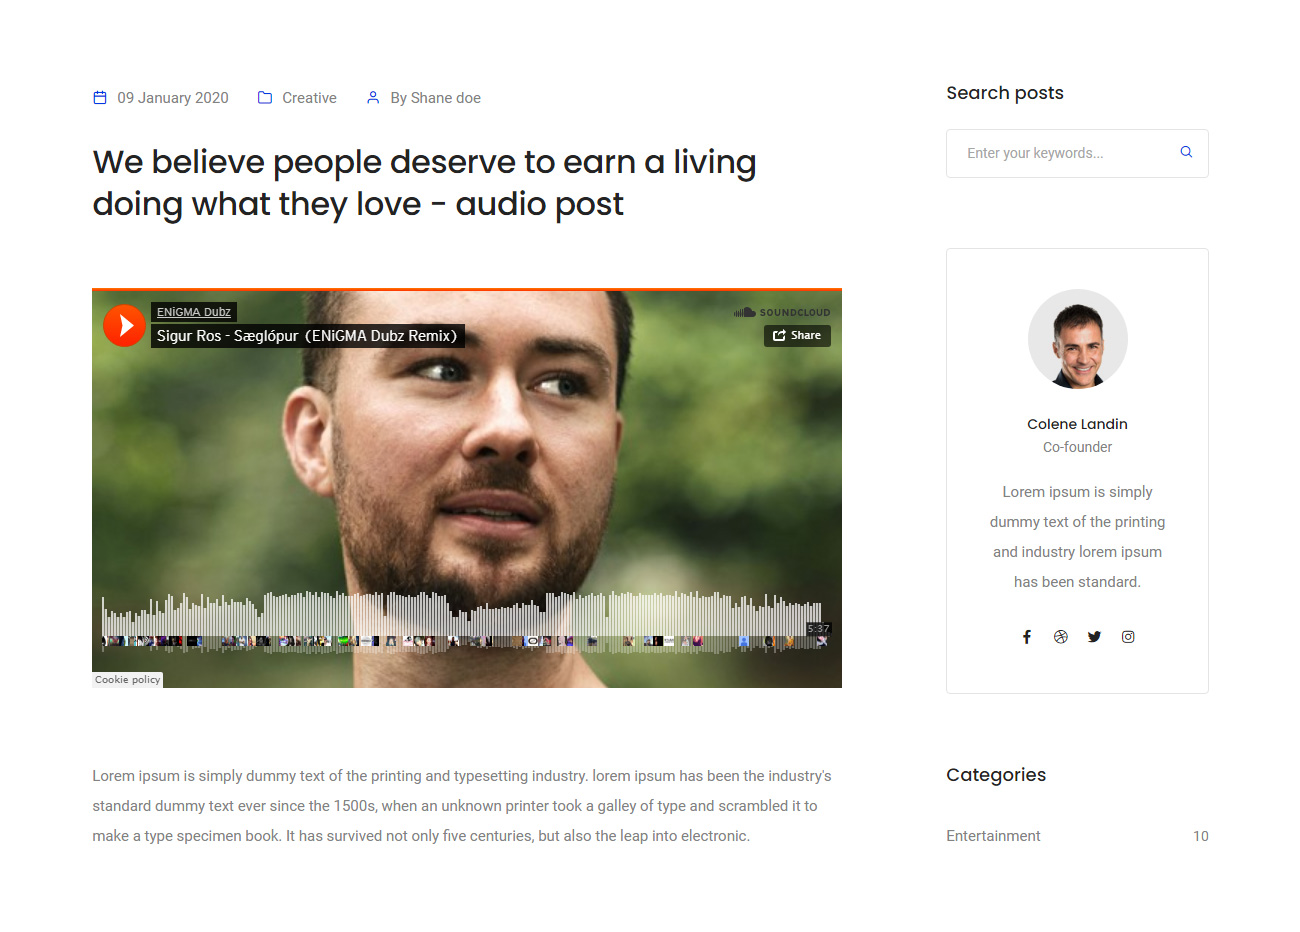 09 January 2020
Creative
By Shane doe
We believe people deserve to earn a living
doing what they love - audio post
ENiGMA Dubz
Sigur Ros - Sæglópur (ENiGMA Dubz Remix)
SOUNDCLOUD
Share
5:37
Cookie policy
Lorem ipsum is simply dummy text of the printing and typesetting industry. lorem ipsum has been the industry's
standard dummy text ever since the 1500s, when an unknown printer took a galley of type and scrambled it to
make a type specimen book. It has survived not only five centuries, but also the leap into electronic.
Search posts
Enter your keywords...
Colene Landin
Co-founder
Lorem ipsum is simply
dummy text of the printing
and industry lorem ipsum
has been standard.
Categories
Entertainment 10